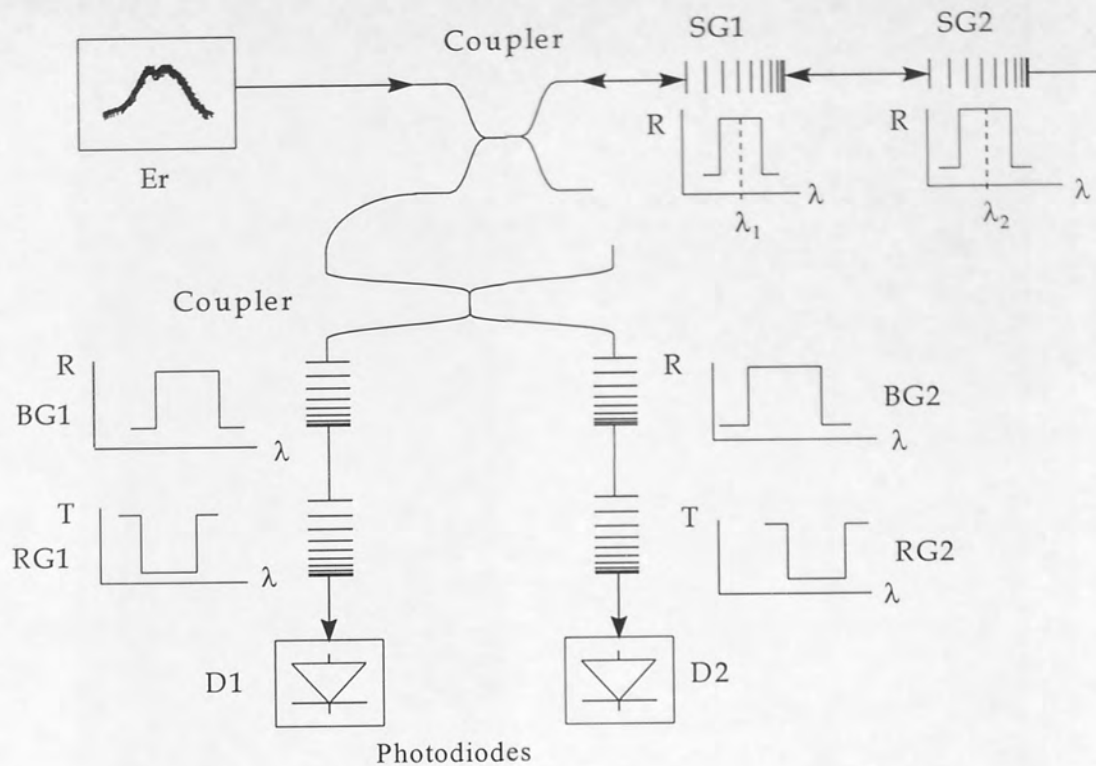 Coupler
SG1
SG2
Er
R
λ
λ₁
R
λ
λ₂
Coupler
R
BG1
λ
R
BG2
λ
T
RG1
λ
T
RG2
λ
D1
D2
Photodiodes